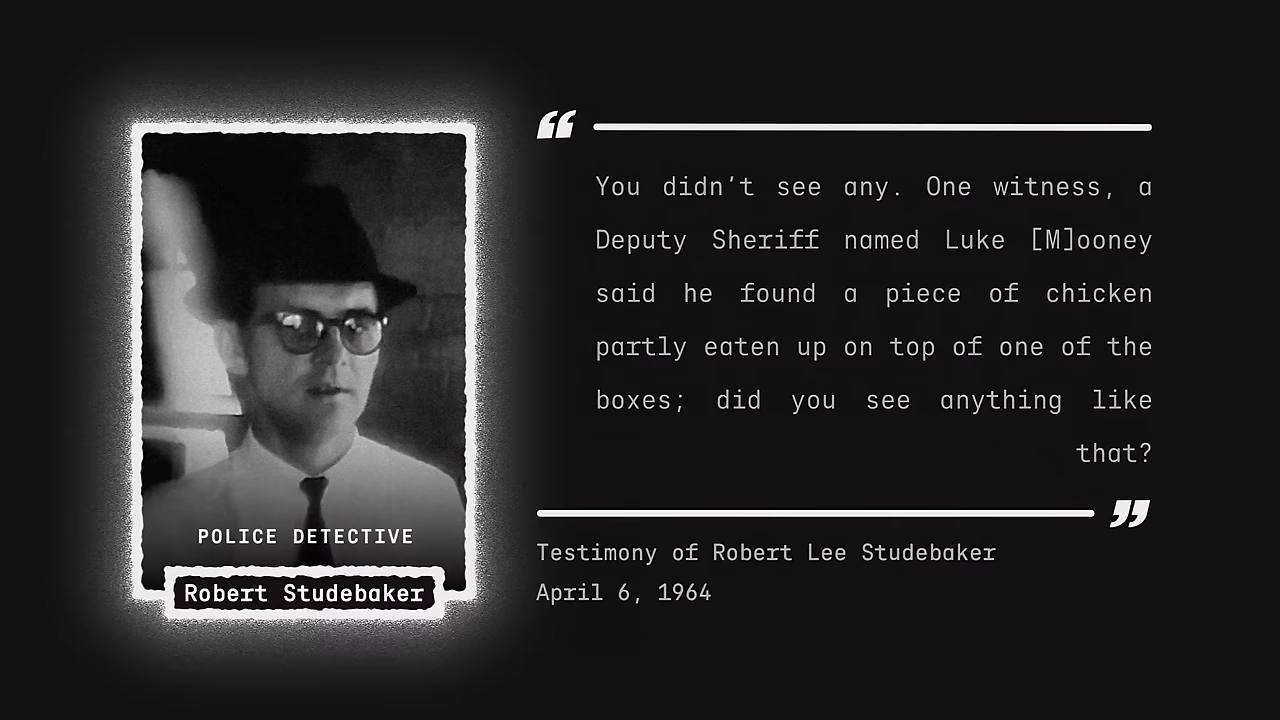 “
You didn’t see any. One witness, a
Deputy Sheriff named Luke [M]ooney
said he found a piece of chicken
partly eaten up on top of one of the
boxes; did you see anything like
that?
”
POLICE DETECTIVE
Robert Studebaker
Testimony of Robert Lee Studebaker
April 6, 1964